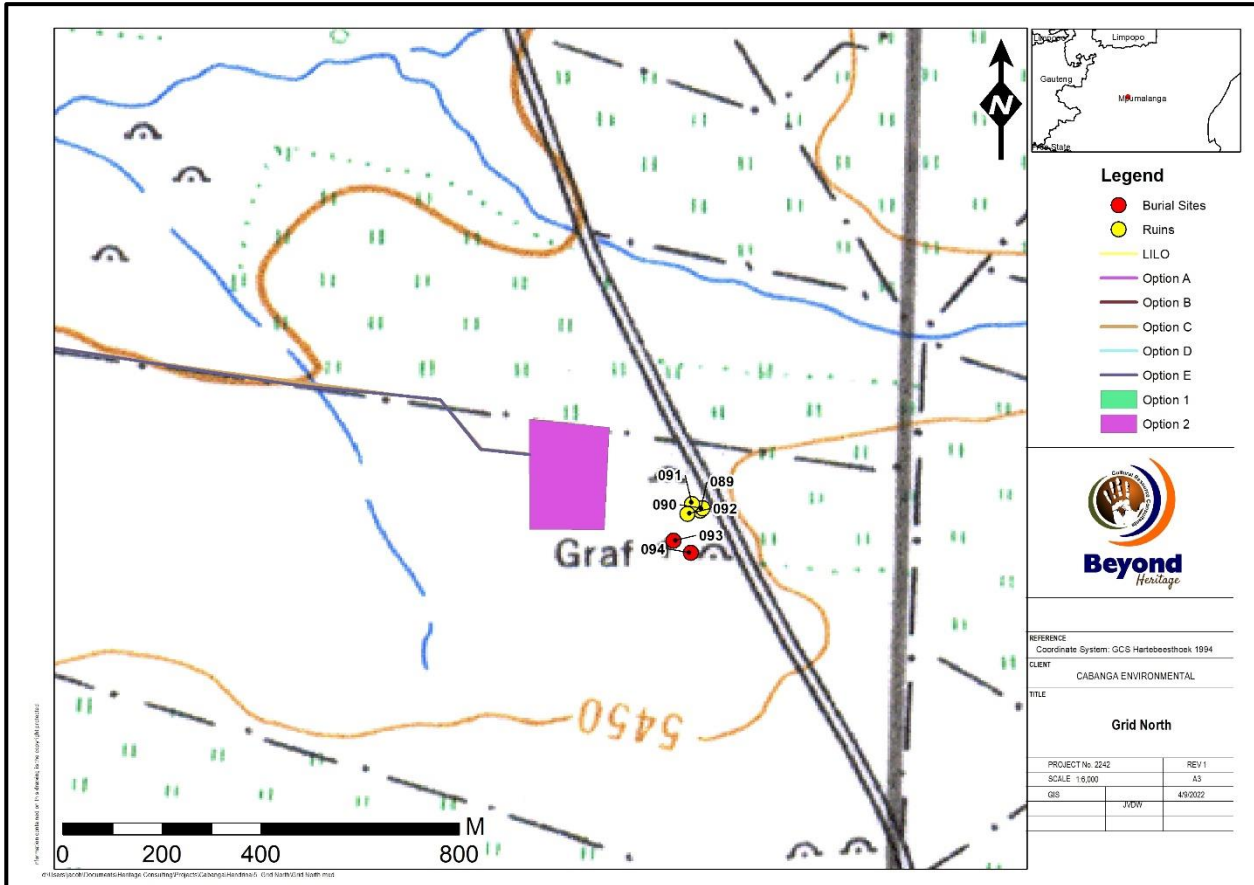 091
089
090
092
093
Graf
094
5450
M
0 200 400 800
N
Limpopo
Limpopo
Gauteng
Mpumalanga
Free State
Legend
Burial Sites
Ruins
LILO
Option A
Option B
Option C
Option D
Option E
Option 1
Option 2
Beyond
Heritage
REFERENCE
Coordinate System: GCS Hartebeesthoek 1994
CLIENT
CABANGA ENVIRONMENTAL
TITLE
Grid North
PROJECT No. 2242 REV 1
SCALE 1:6,000 A3
GIS 4/9/2022
JVDW